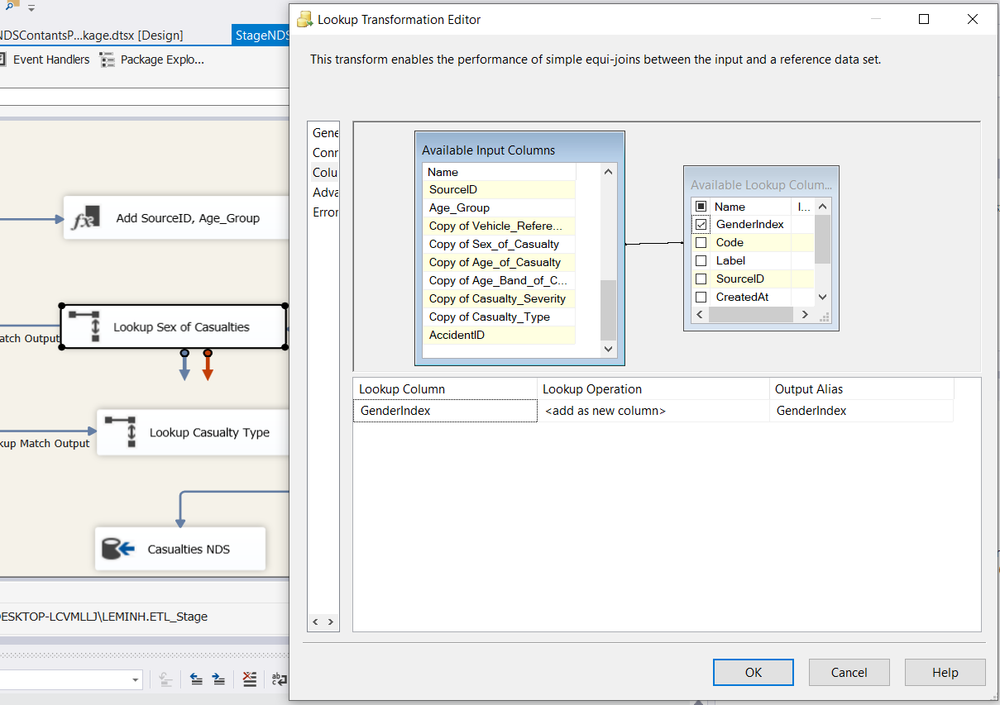 Lookup Transformation Editor
NDSContantsP...kage.dtsx [Design]
StageNDS
Event Handlers
Package Explo...
This transform enables the performance of simple equi-joins between the input and a reference data set.
Gene
Conr
Colu
Adva
Error
Available Input Columns
Name
SourceID
Age_Group
Copy of Vehicle_Refere...
Copy of Sex_of_Casualty
Copy of Age_of_Casualty
Copy of Age_Band_of_C...
Copy of Casualty_Severity
Copy of Casualty_Type
AccidentID
Available Lookup Colum...
Name I...
GenderIndex
Code
Label
SourceID
CreatedAt
Add SourceID, Age_Group
Lookup Sex of Casualties
atch Output
Lookup Casualty Type
kup Match Output
Casualties NDS
Lookup Column Lookup Operation Output Alias
GenderIndex <add as new column> GenderIndex
DESKTOP-LCVMLLJ\LEMINH.ETL_Stage
OK
Cancel
Help